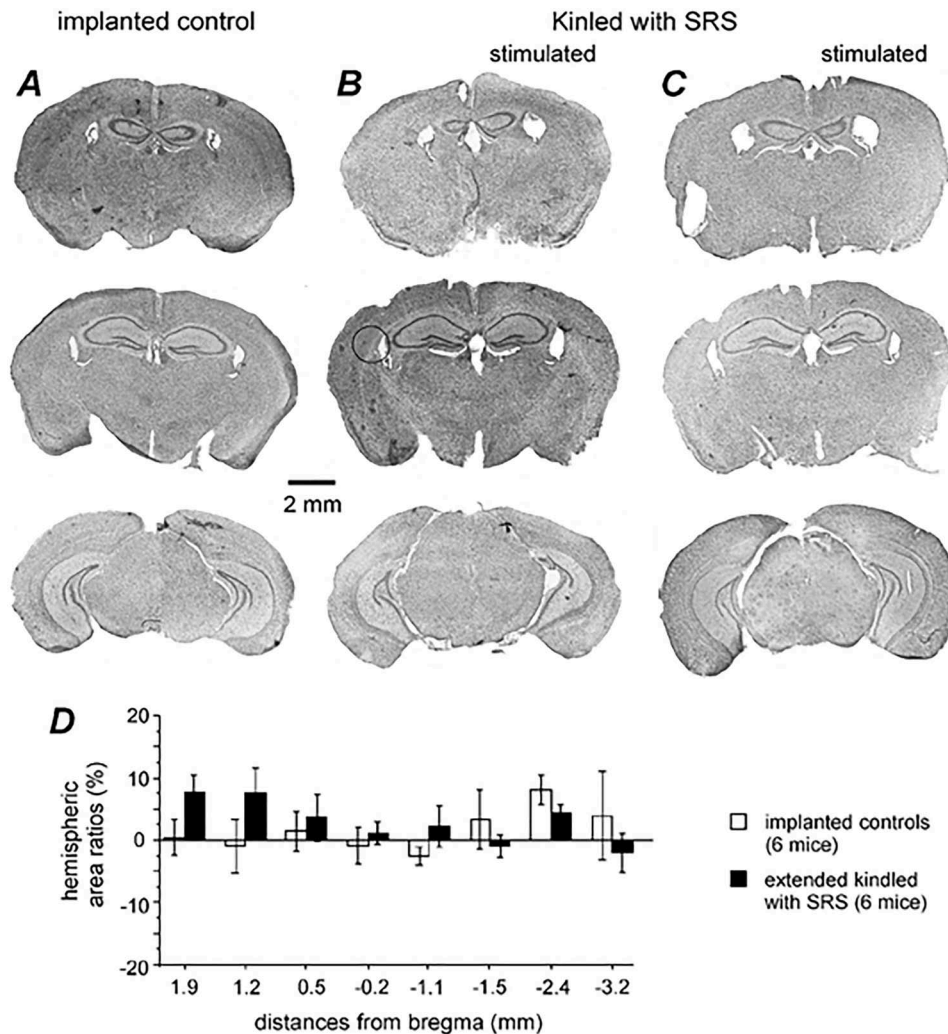 implanted control
Kinled with SRS
stimulated
stimulated
A
B
C
2 mm
D
hemispheric
area ratios (%)
20
10
0
-10
-20
1.9 1.2 0.5 -0.2 -1.1 -1.5 -2.4 -3.2
distances from bregma (mm)
implanted controls
(6 mice)
extended kindled
with SRS (6 mice)